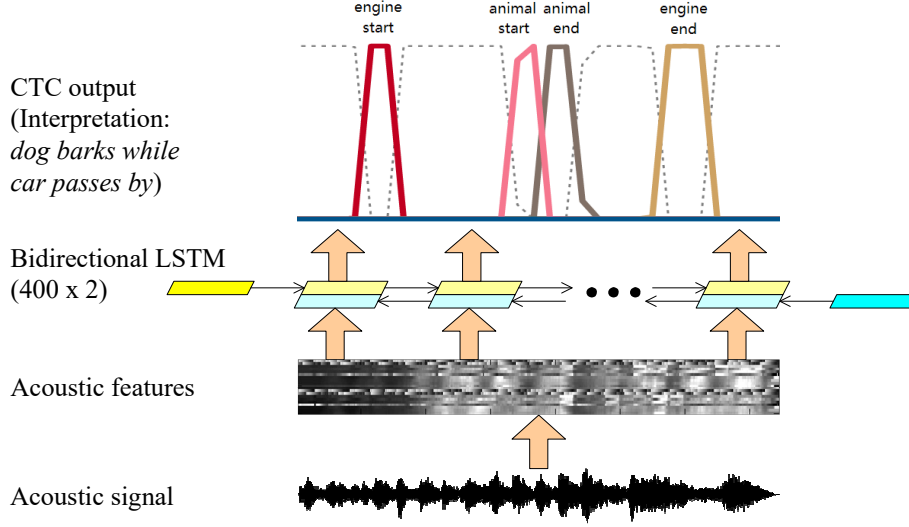 engine
start
animal
start
animal
end
engine
end
CTC output
(Interpretation:
dog barks while
car passes by)
Bidirectional LSTM
(400 x 2)
Acoustic features
Acoustic signal